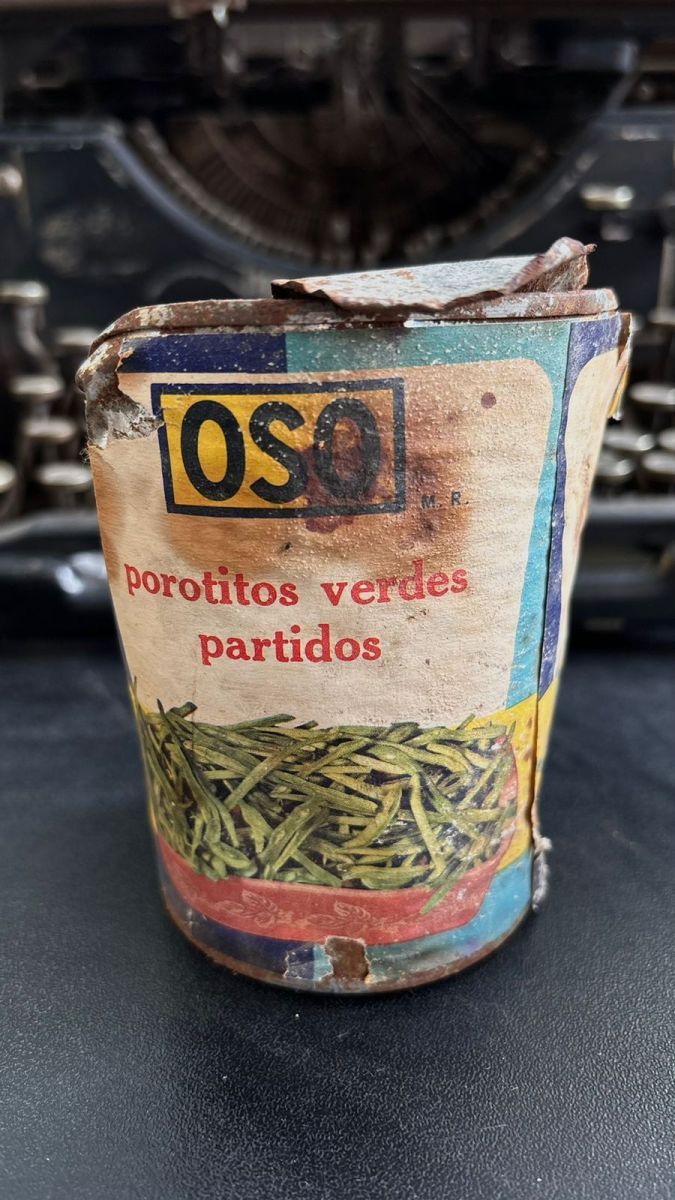 OSO
M. R.
porotitos verdes
partidos